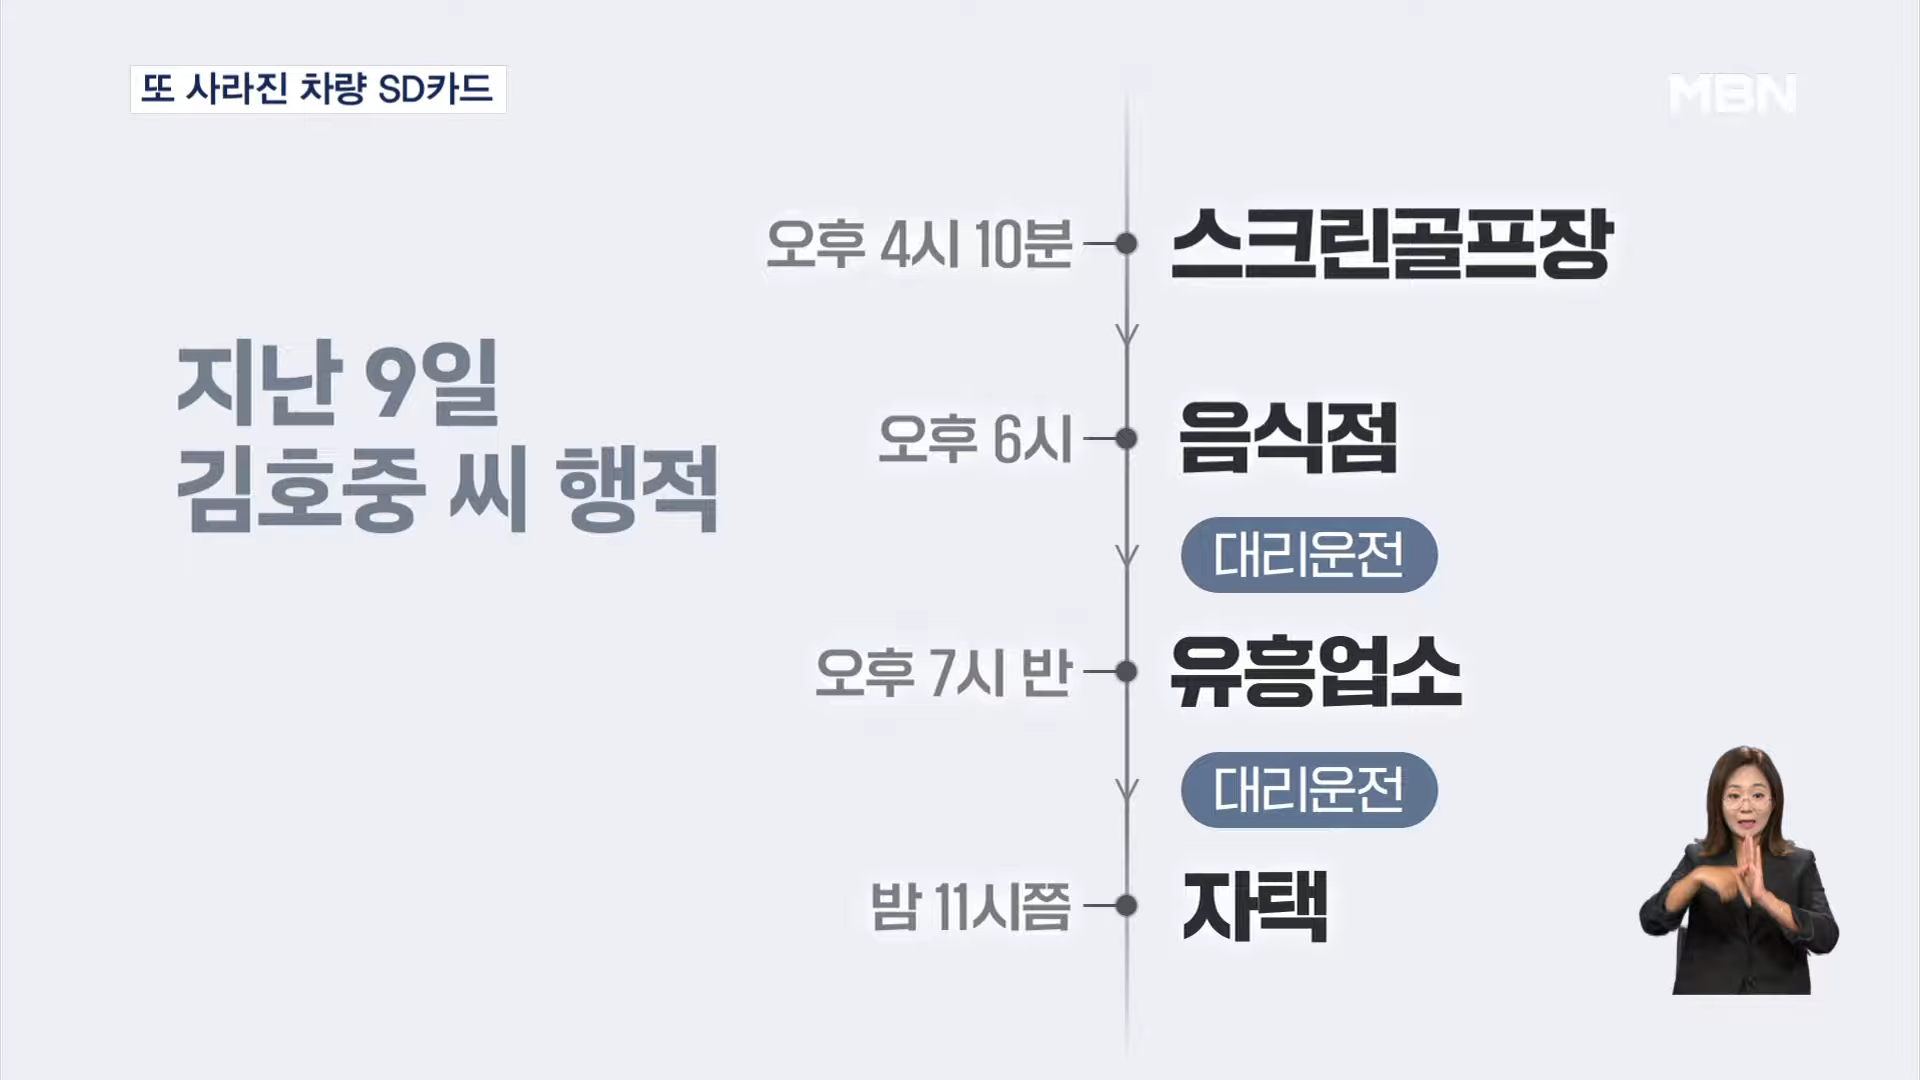 또 사라진 차량 SD카드
MBN
지난 9일
김호중 씨 행적
오후 4시 10분 스크린골프장
오후 6시 음식점
대리운전
오후 7시 반 유흥업소
대리운전
밤 11시쯤 자택